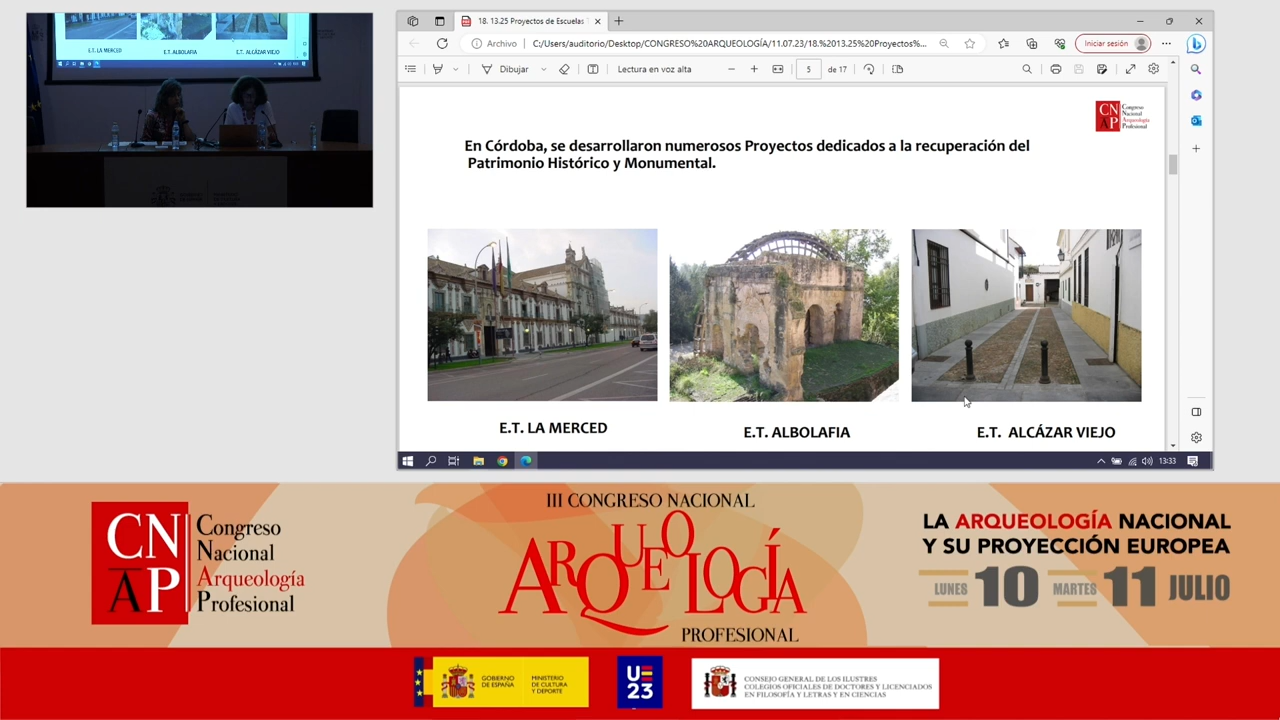 E.T. LA MERCED
E.T. ALBOLAFIA
E.T. ALCÁZAR VIEJO
18. 13.25 Proyectos de Escuelas
Archivo
C:/Users/auditorio/Desktop/CONGRESO%20ARQUEOLOGÍA/11.07.23/18.%2013.25%20Proyectos%...
Iniciar sesión
Dibujar
Lectura en voz alta
5
de 17
CN
AP
Congreso
Nacional
Arqueología
Profesional
En Córdoba, se desarrollaron numerosos Proyectos dedicados a la recuperación del
Patrimonio Histórico y Monumental.
E.T. LA MERCED
E.T. ALBOLAFIA
E.T. ALCÁZAR VIEJO
13:33
CN
AP
Congreso
Nacional
Arqueología
Profesional
III CONGRESO NACIONAL
ARQUEOLOGÍA
PROFESIONAL
LA ARQUEOLOGÍA NACIONAL
Y SU PROYECCIÓN EUROPEA
LUNES 10 MARTES 11 JULIO
GOBIERNO
DE ESPAÑA
MINISTERIO
DE CULTURA
Y DEPORTE
UE
23
CONSEJO GENERAL DE LOS ILUSTRES
COLEGIOS OFICIALES DE DOCTORES Y LICENCIADOS
EN FILOSOFÍA Y LETRAS Y EN CIENCIAS